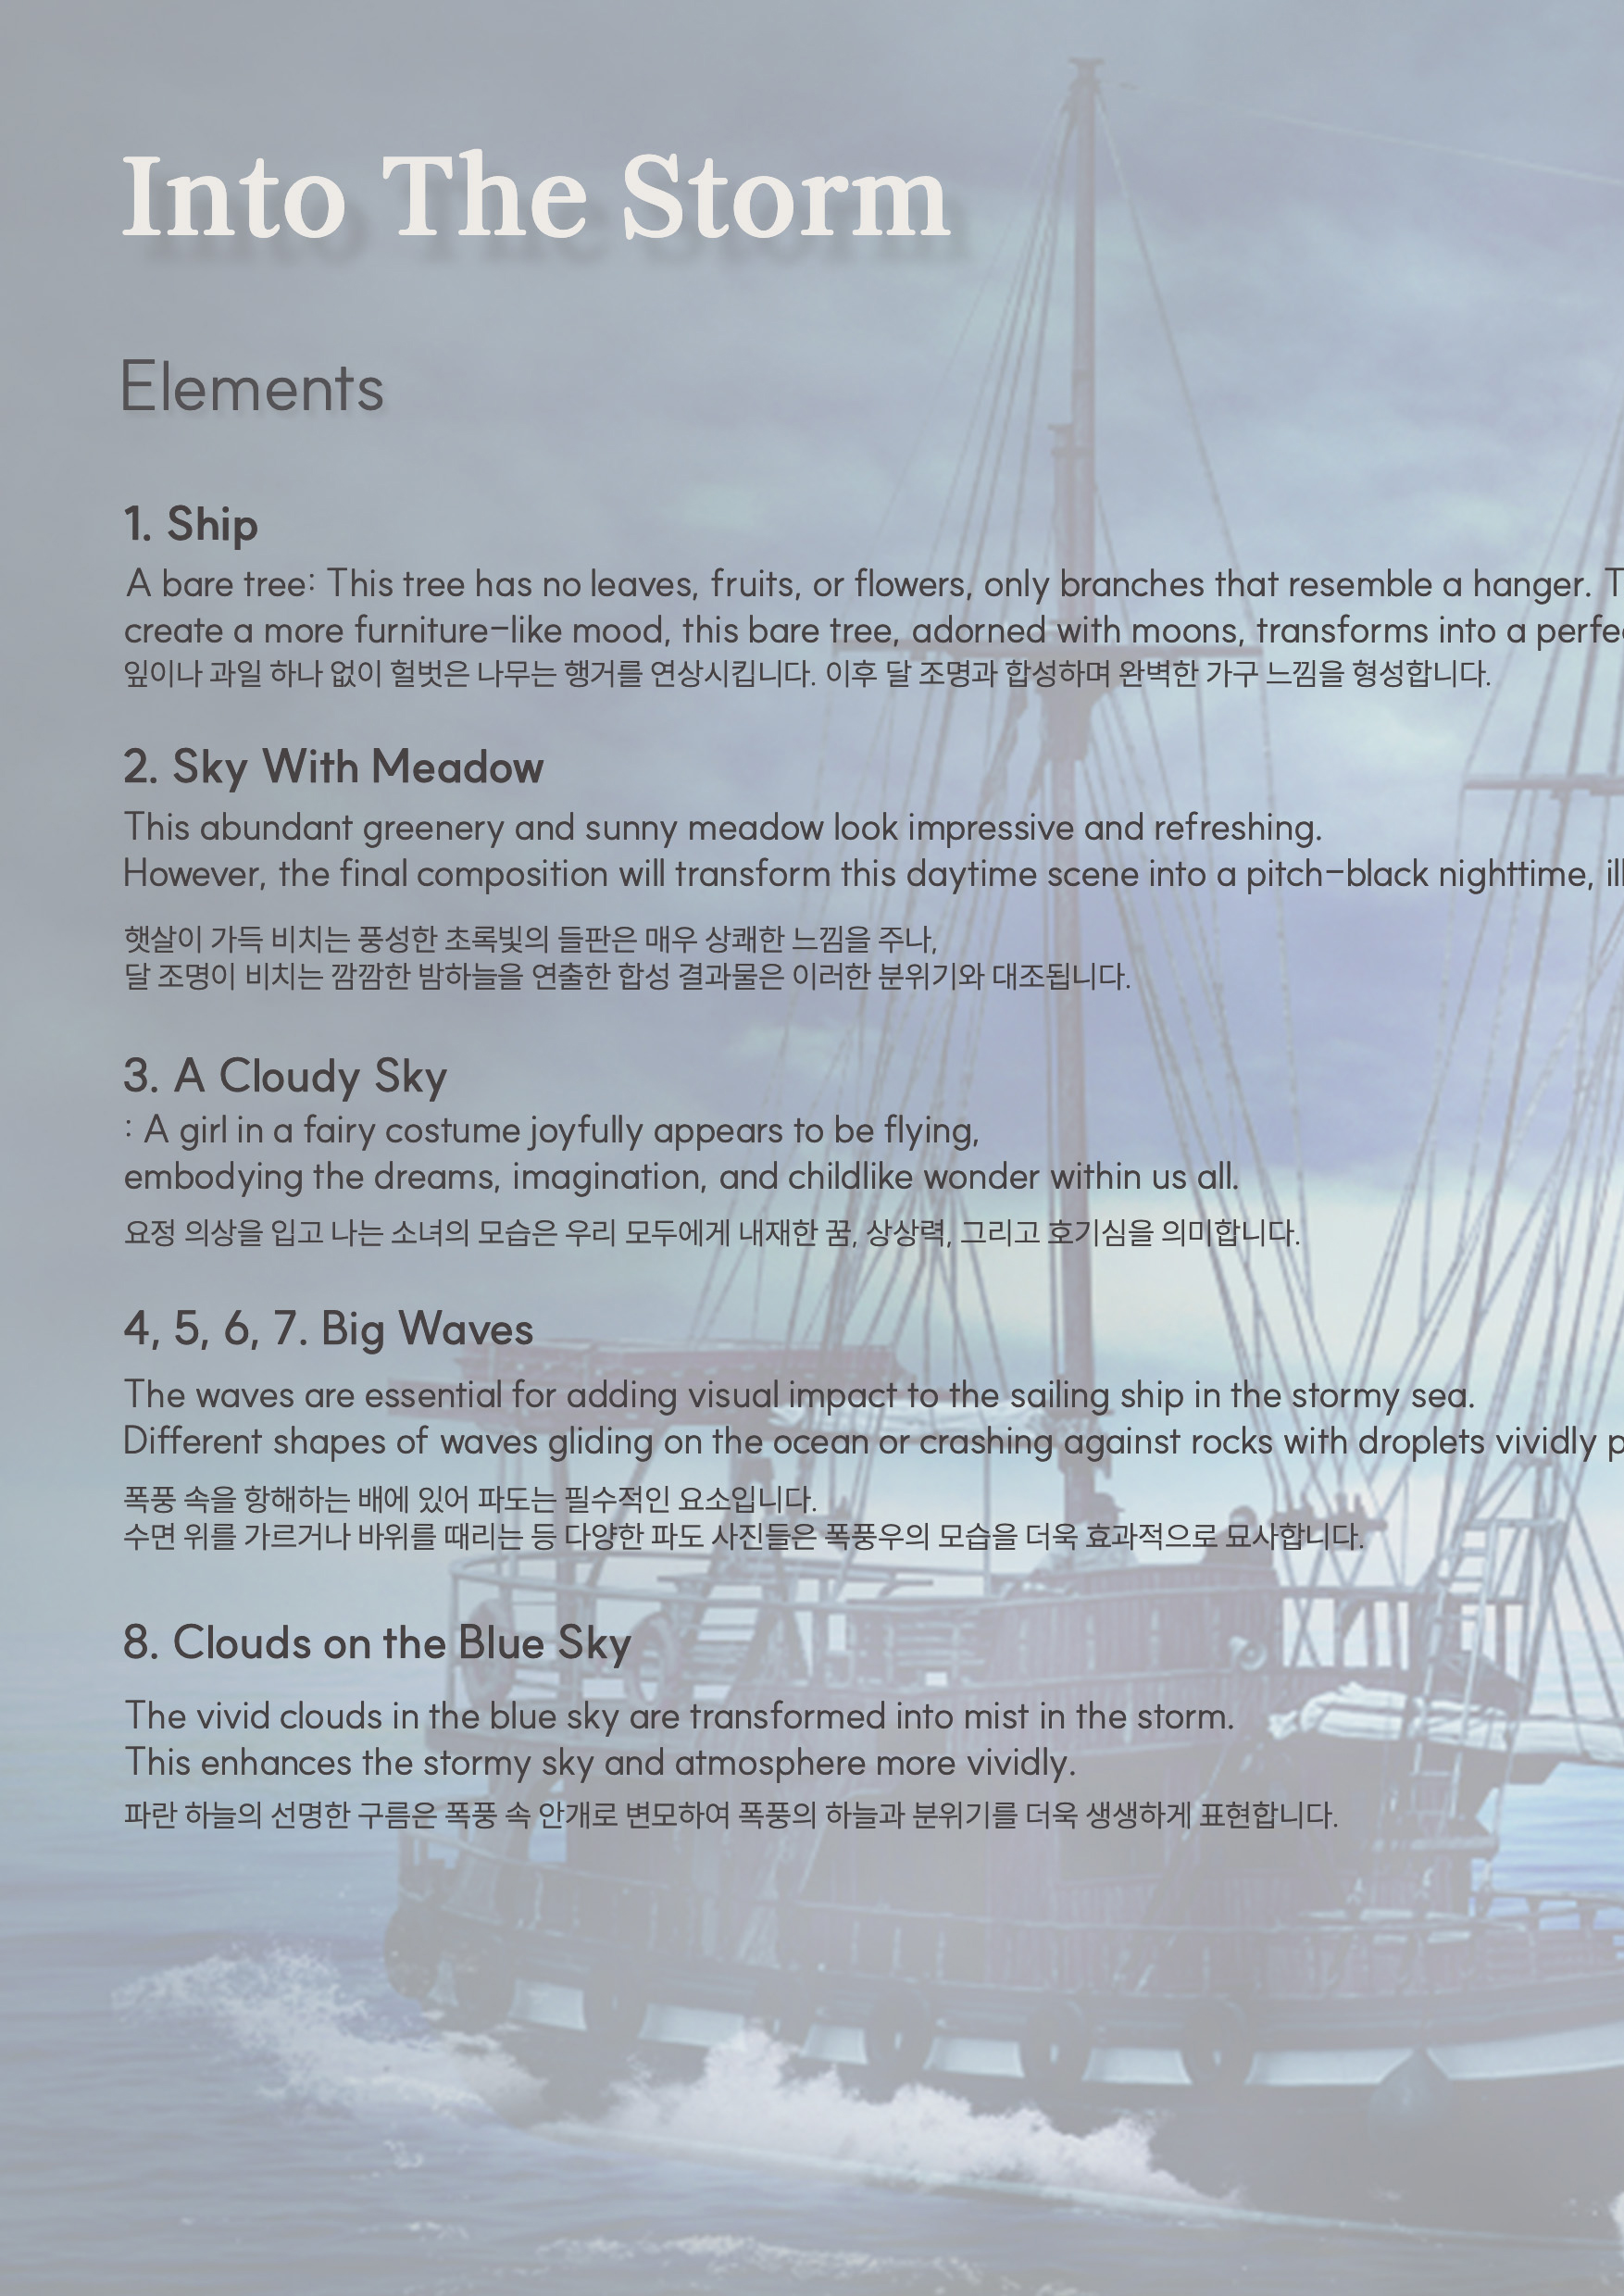 Into The Storm
Elements
1. Ship
A bare tree: This tree has no leaves, fruits, or flowers, only branches that resemble a hanger.
create a more furniture-like mood, this bare tree, adorned with moons, transforms into a
잎이나 과일 하나 없이 헐벗은 나무는 행거를 연상시킵니다. 이후 달 조명과 합성하며 완벽한 가구 느낌을 형성합니다.
2. Sky With Meadow
This abundant greenery and sunny meadow look impressive and refreshing.
However, the final composition will transform this daytime scene into a pitch-black nighttime,
햇살이 가득 비치는 풍성한 초록빛의 들판은 매우 상쾌한 느낌을 주나,
달 조명이 비치는 깜깜한 밤하늘을 연출한 합성 결과물은 이러한 분위기와 대조됩니다.
3. A Cloudy Sky
: A girl in a fairy costume joyfully appears to be flying,
embodying the dreams, imagination, and childlike wonder within us all.
요정 의상을 입고 나는 소녀의 모습은 우리 모두에게 내재한 꿈, 상상력, 그리고 호기심을 의미합니다.
4, 5, 6, 7. Big Waves
The waves are essential for adding visual impact to the sailing ship in the stormy sea.
Different shapes of waves gliding on the ocean or crashing against rocks with droplets vividly
폭풍 속을 항해하는 배에 있어 파도는 필수적인 요소입니다.
수면 위를 가르거나 바위를 때리는 등 다양한 파도 사진들은 폭풍우의 모습을 더욱 효과적으로 묘사합니다.
8. Clouds on the Blue Sky
The vivid clouds in the blue sky are transformed into mist in the storm.
This enhances the stormy sky and atmosphere more vividly.
파란 하늘의 선명한 구름은 폭풍 속 안개로 변모하여 폭풍의 하늘과 분위기를 더욱 생생하게 표현합니다.